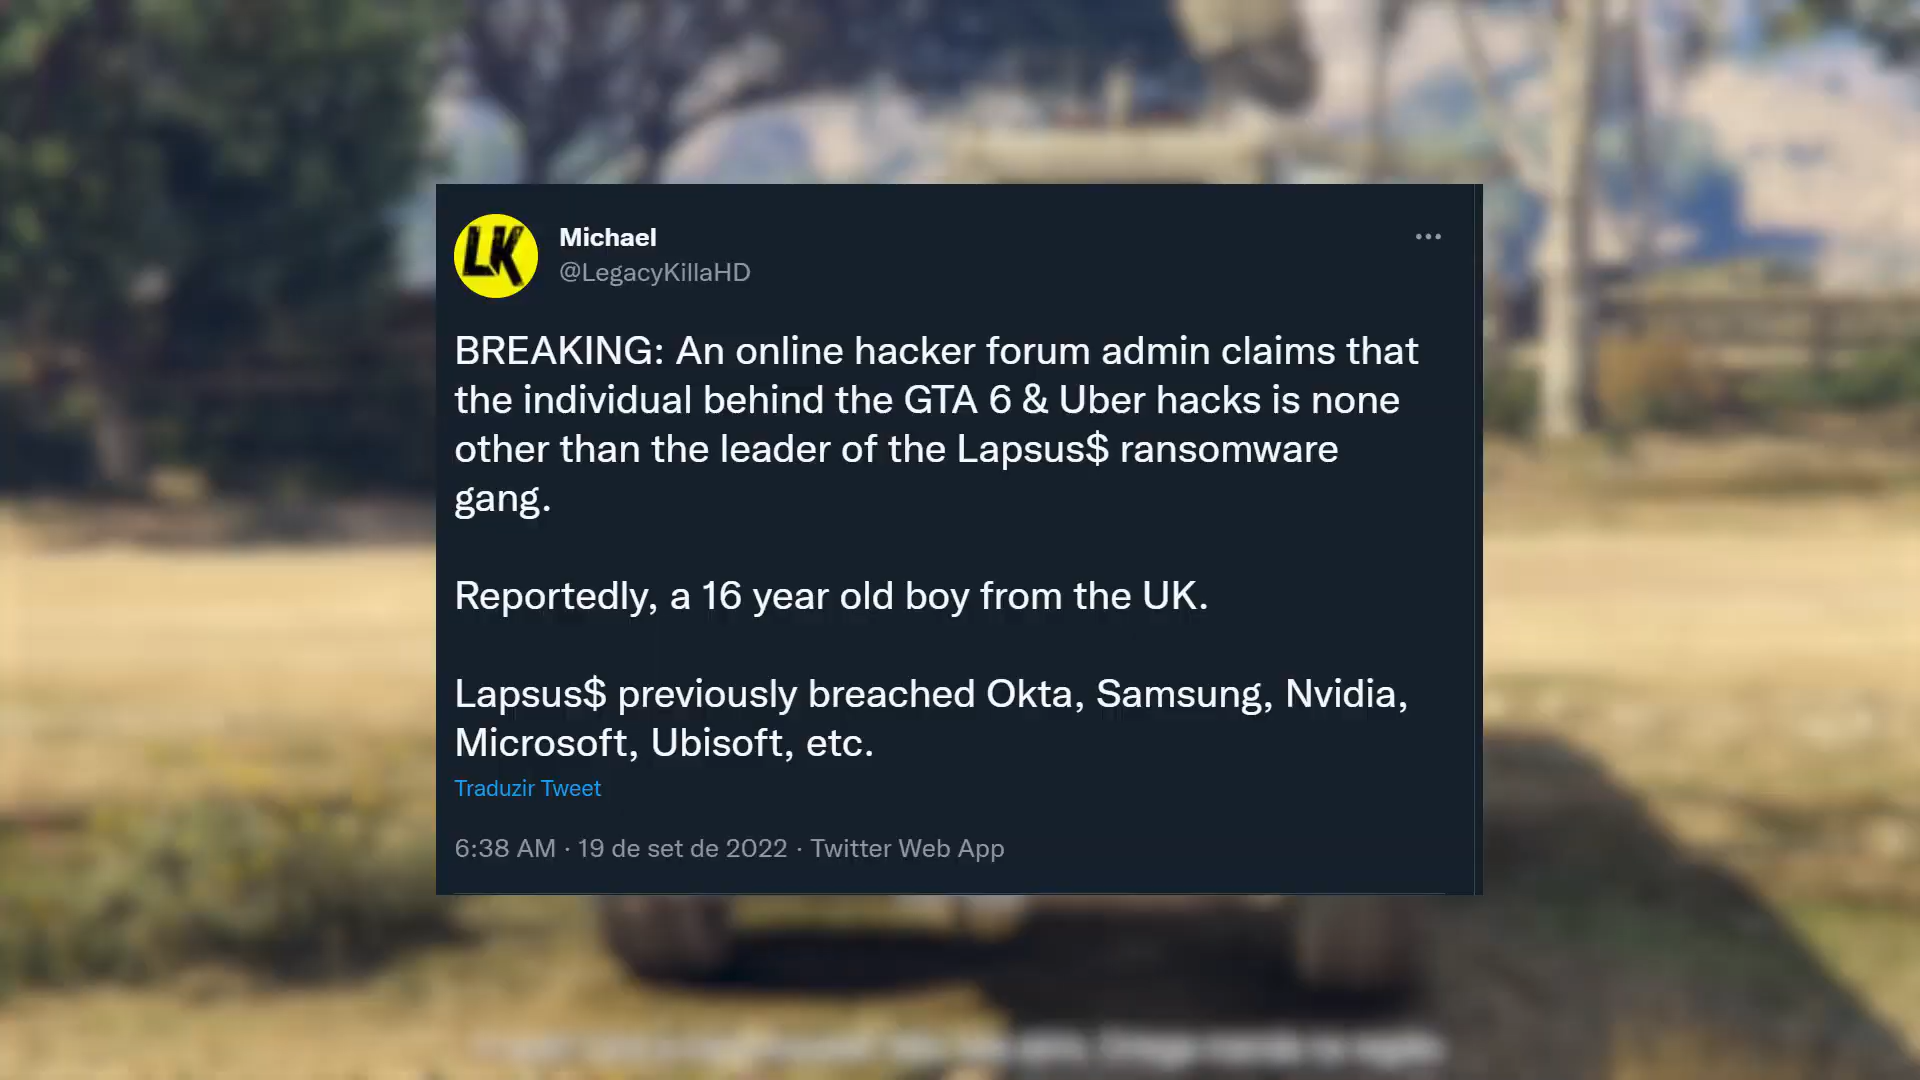 LK
Michael
@LegacyKillaHD
BREAKING: An online hacker forum admin claims that
the individual behind the GTA 6 & Uber hacks is none
other than the leader of the Lapsus$ ransomware
gang.
Reportedly, a 16 year old boy from the UK.
Lapsus$ previously breached Okta, Samsung, Nvidia,
Microsoft, Ubisoft, etc.
Traduzir Tweet
6:38 AM · 19 de set de 2022 · Twitter Web App